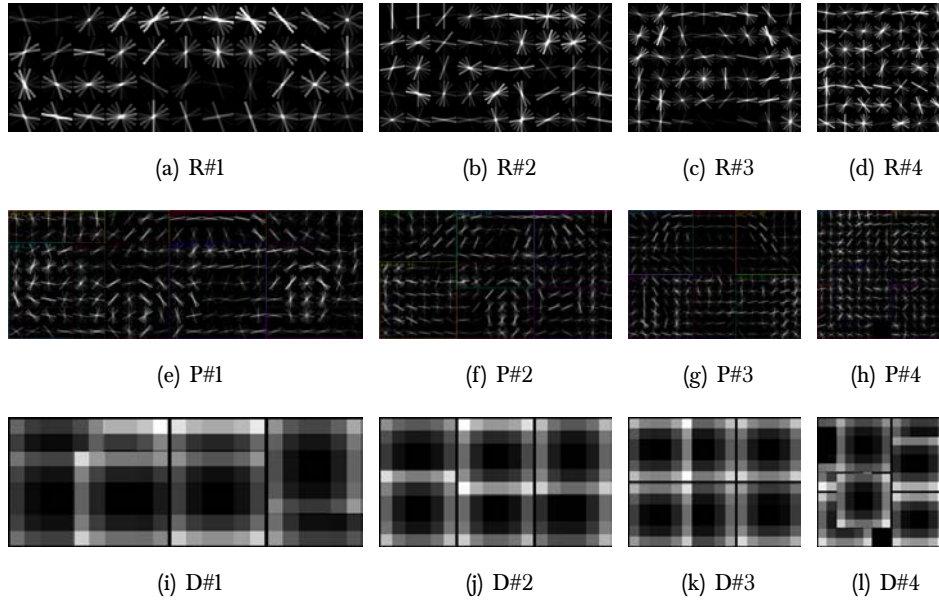 (a) R#1 (b) R#2 (c) R#3 (d) R#4
(e) P#1 (f) P#2 (g) P#3 (h) P#4
(i) D#1 (j) D#2 (k) D#3 (l) D#4